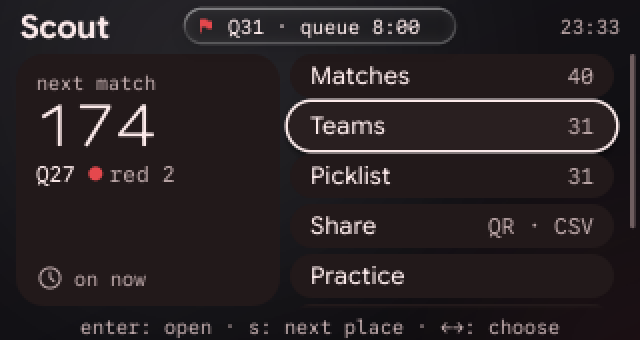 Scout
Q31 · queue 8:00
23:33
next match
174
Q27 ● red 2
on now
Matches 40
Teams 31
Picklist 31
Share QR · CSV
Practice
enter: open · s: next place · ↔: choose